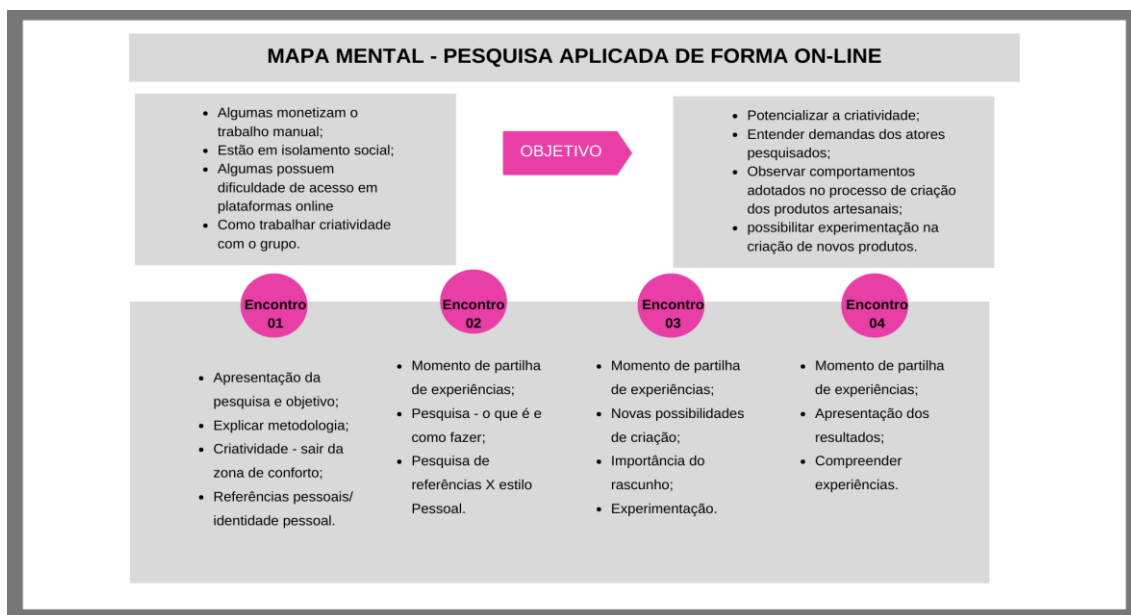 MAPA MENTAL - PESQUISA APLICADA DE FORMA ON-LINE
• Algumas monetizam o
trabalho manual;
• Estão em isolamento social;
• Algumas possuem
dificuldade de acesso em
plataformas online
• Como trabalhar criatividade
com o grupo.
OBJETIVO
• Potencializar a criatividade;
• Entender demandas dos atores
pesquisados;
• Observar comportamentos
adotados no processo de criação
dos produtos artesanais;
• possibilitar experimentação na
criação de novos produtos.
Encontro
01
• Apresentação da
pesquisa e objetivo;
• Explicar metodologia;
• Criatividade - sair da
zona de conforto;
• Referências pessoais/
identidade pessoal.
Encontro
02
• Momento de partilha
de experiências;
• Pesquisa - o que é e
como fazer;
• Pesquisa de
referências X estilo
Pessoal.
Encontro
03
• Momento de partilha
de experiências;
• Novas possibilidades
de criação;
• Importância do
rascunho;
• Experimentação.
Encontro
04
• Momento de partilha
de experiências;
• Apresentação dos
resultados;
• Compreender
experiências.